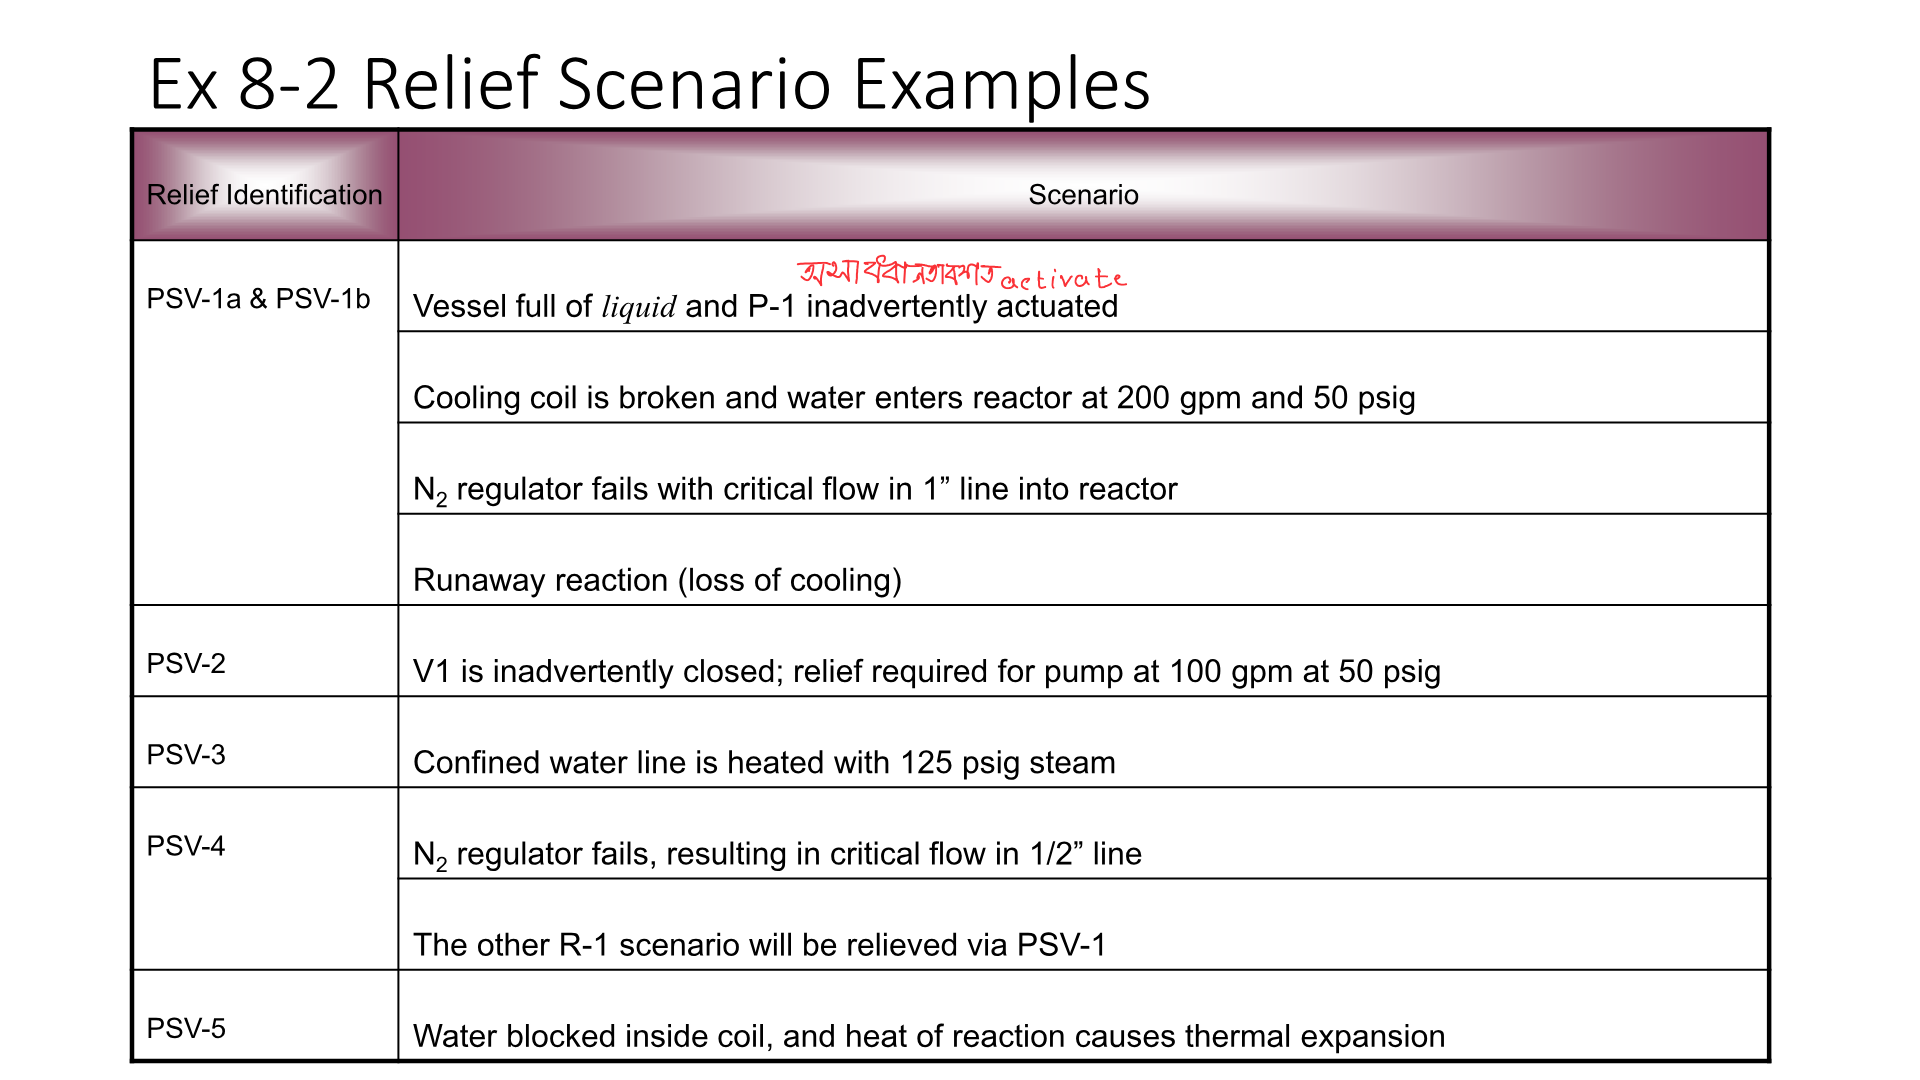 Ex 8-2 Relief Scenario Examples
Relief Identification
Scenario
PSV-1a & PSV-1b
অসাবধানতাবশত activate
Vessel full of liquid and P-1 inadvertently actuated
Cooling coil is broken and water enters reactor at 200 gpm and 50 psig
N₂ regulator fails with critical flow in 1” line into reactor
Runaway reaction (loss of cooling)
PSV-2
V1 is inadvertently closed; relief required for pump at 100 gpm at 50 psig
PSV-3
Confined water line is heated with 125 psig steam
PSV-4
N₂ regulator fails, resulting in critical flow in 1/2” line
The other R-1 scenario will be relieved via PSV-1
PSV-5
Water blocked inside coil, and heat of reaction causes thermal expansion